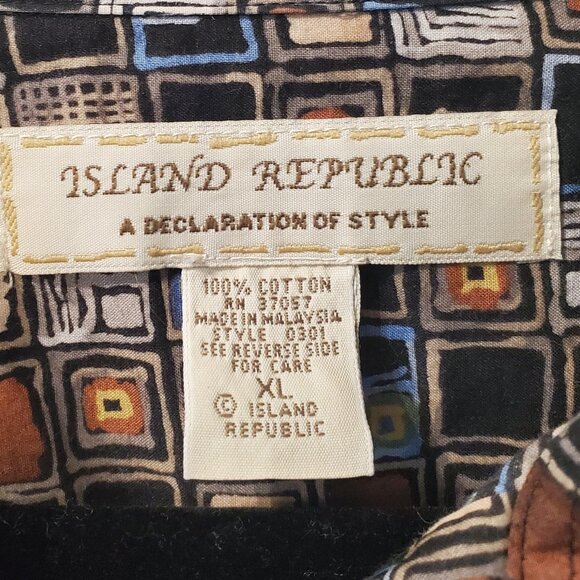 ISLAND REPUBLIC
A DECLARATION OF STYLE
100% COTTON
RN 37057
MADE IN MALAYSIA
STYLE 0301
SEE REVERSE SIDE
FOR CARE
XL
© ISLAND
REPUBLIC